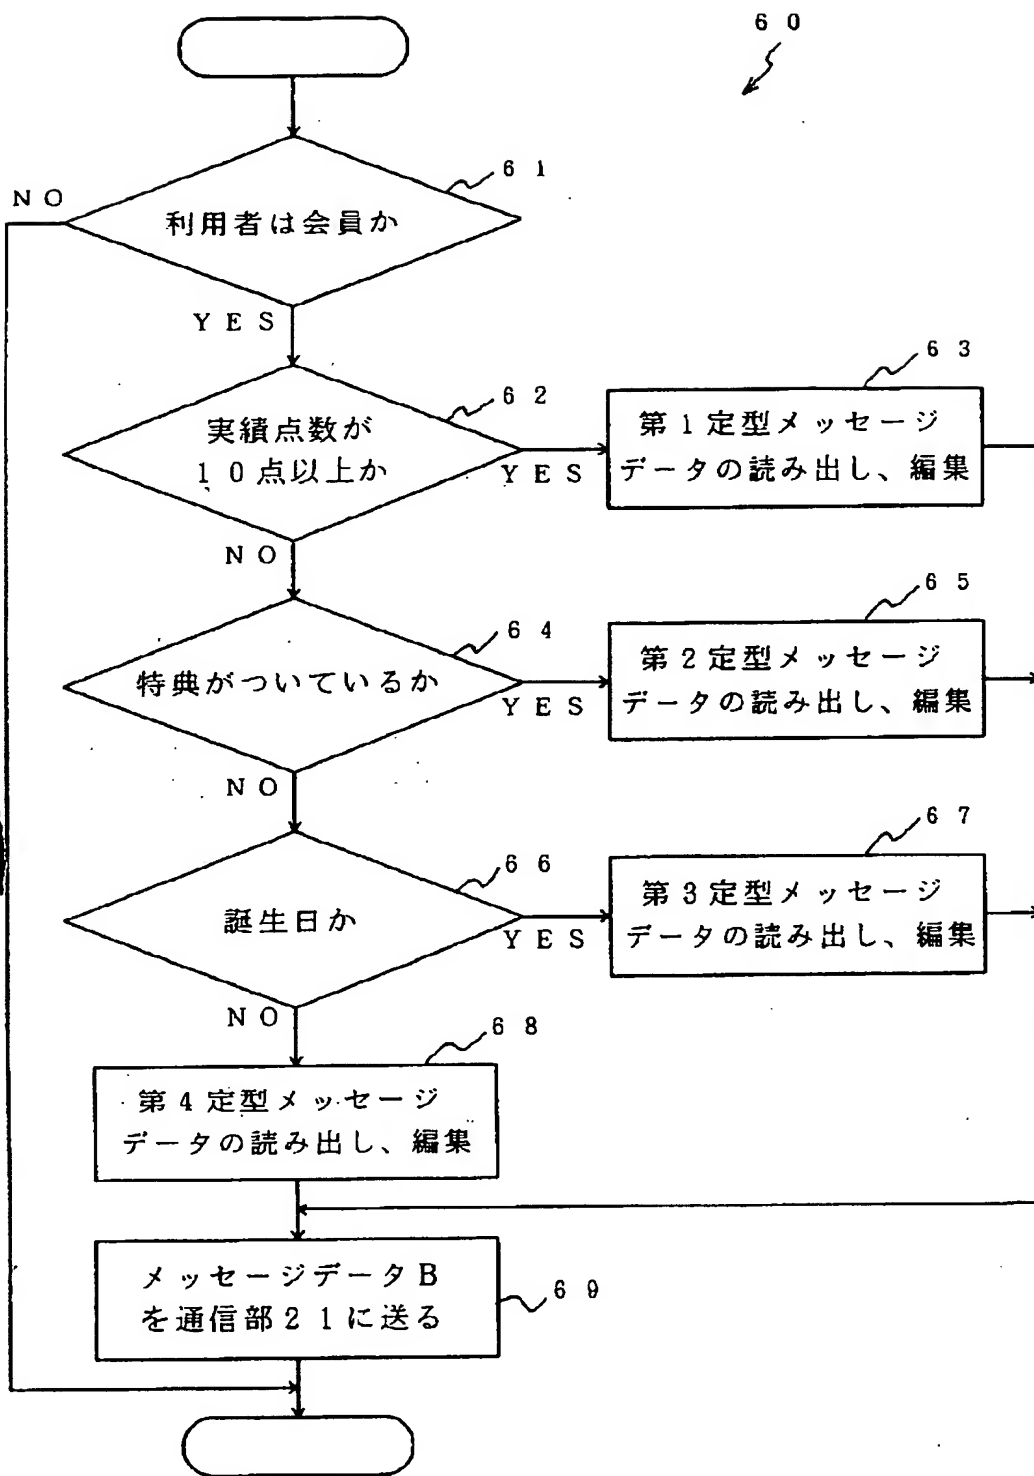 ６０
６１
ＮＯ
利用者は会員か
ＹＥＳ
６２
６３
実績点数が
１０点以上か
ＹＥＳ
第１定型メッセージ
データの読み出し、編集
ＮＯ
６４
６５
特典がついているか
ＹＥＳ
第２定型メッセージ
データの読み出し、編集
ＮＯ
６６
６７
誕生日か
ＹＥＳ
第３定型メッセージ
データの読み出し、編集
ＮＯ
６８
第４定型メッセージ
データの読み出し、編集
メッセージデータＢ
を通信部２１に送る
６９